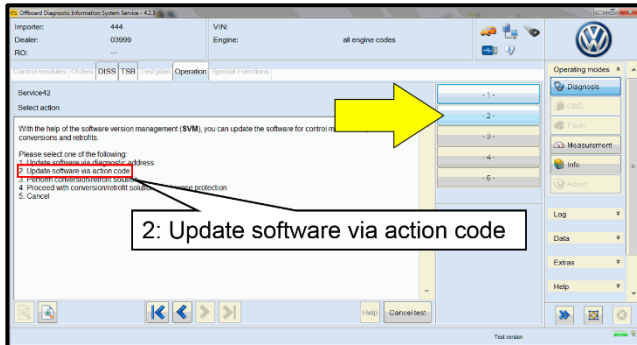 Offboard Diagnostic Information System Service - 4.2.3
Importer: 444 VIN:
Dealer: 03999 Engine: all engine codes
RO: ---
Control modules Orders DISS TSB Test plan Operation Special Functions
Service42
Select action
With the help of the software version management (SVM), you can update the software for control
conversions and retrofits.
Please select one of the following:
1. Update software via diagnostic address
2. Update software via action code
3. Perform conversion/retrofit
4. Proceed with conversion/retrofit protection
5. Cancel
2: Update software via action code
- 1 -
- 2 -
- 3 -
- 4 -
- 5 -
Operating modes
Diagnosis
OBD
Flash
Measurement
Info
Admin
Log
Data
Extras
Help
Help
Cancel test
Test version